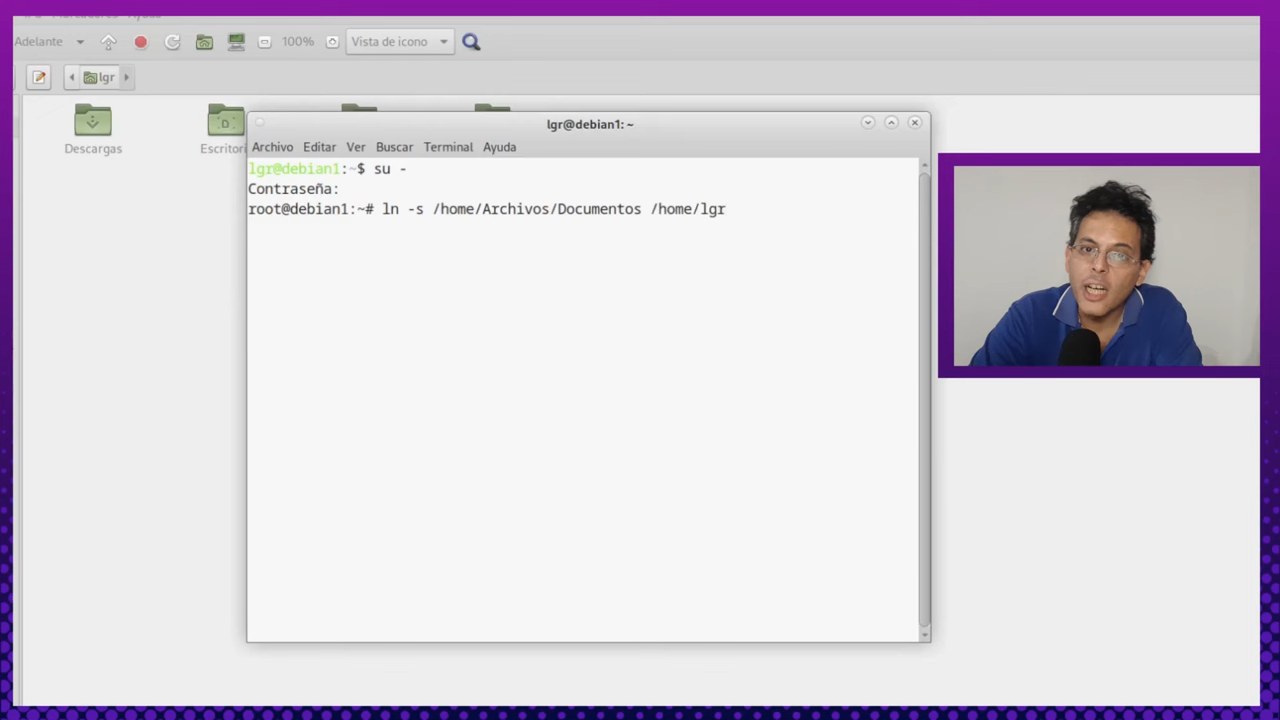 Adelante
100%
Vista de icono
lgr
Descargas
Escritori
lgr@debian1: ~
Archivo Editar Ver Buscar Terminal Ayuda
lgr@debian1:~$ su -
Contraseña:
root@debian1:~# ln -s /home/Archivos/Documentos /home/lgr